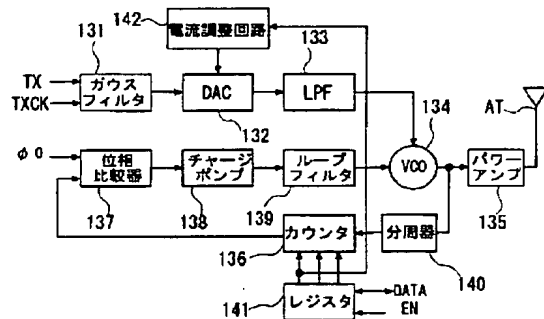 142
電流調整回路
131
133
TX
TXCK
ガウス
フィルタ
DAC
LPF
132
134
AT
φ0
位相
比較器
チャージ
ポンプ
ループ
フィルタ
VCO
パワー
アンプ
137
138
139
135
136
カウンタ
分周器
140
141
レジスタ
DATA
EN